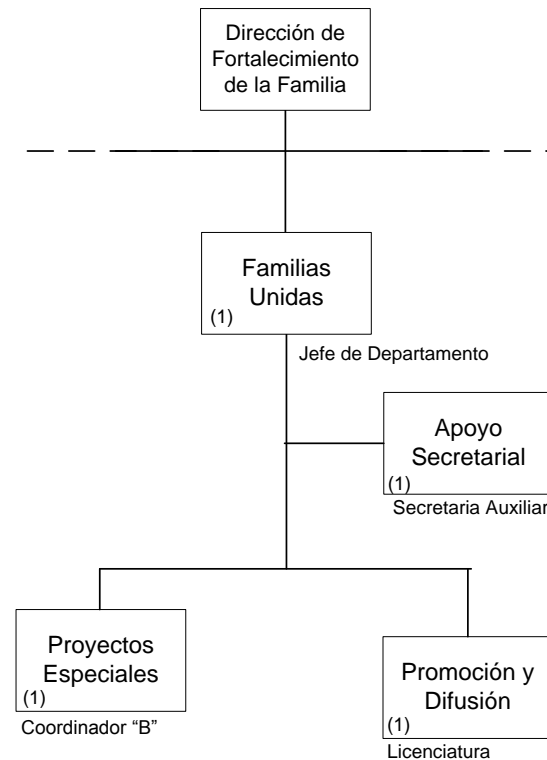 Dirección de
Fortalecimiento
de la Familia
Familias
Unidas
(1)
Jefe de Departamento
Apoyo
Secretarial
(1)
Secretaria Auxiliar
Proyectos
Especiales
(1)
Coordinador “B”
Promoción y
Difusión
(1)
Licenciatura